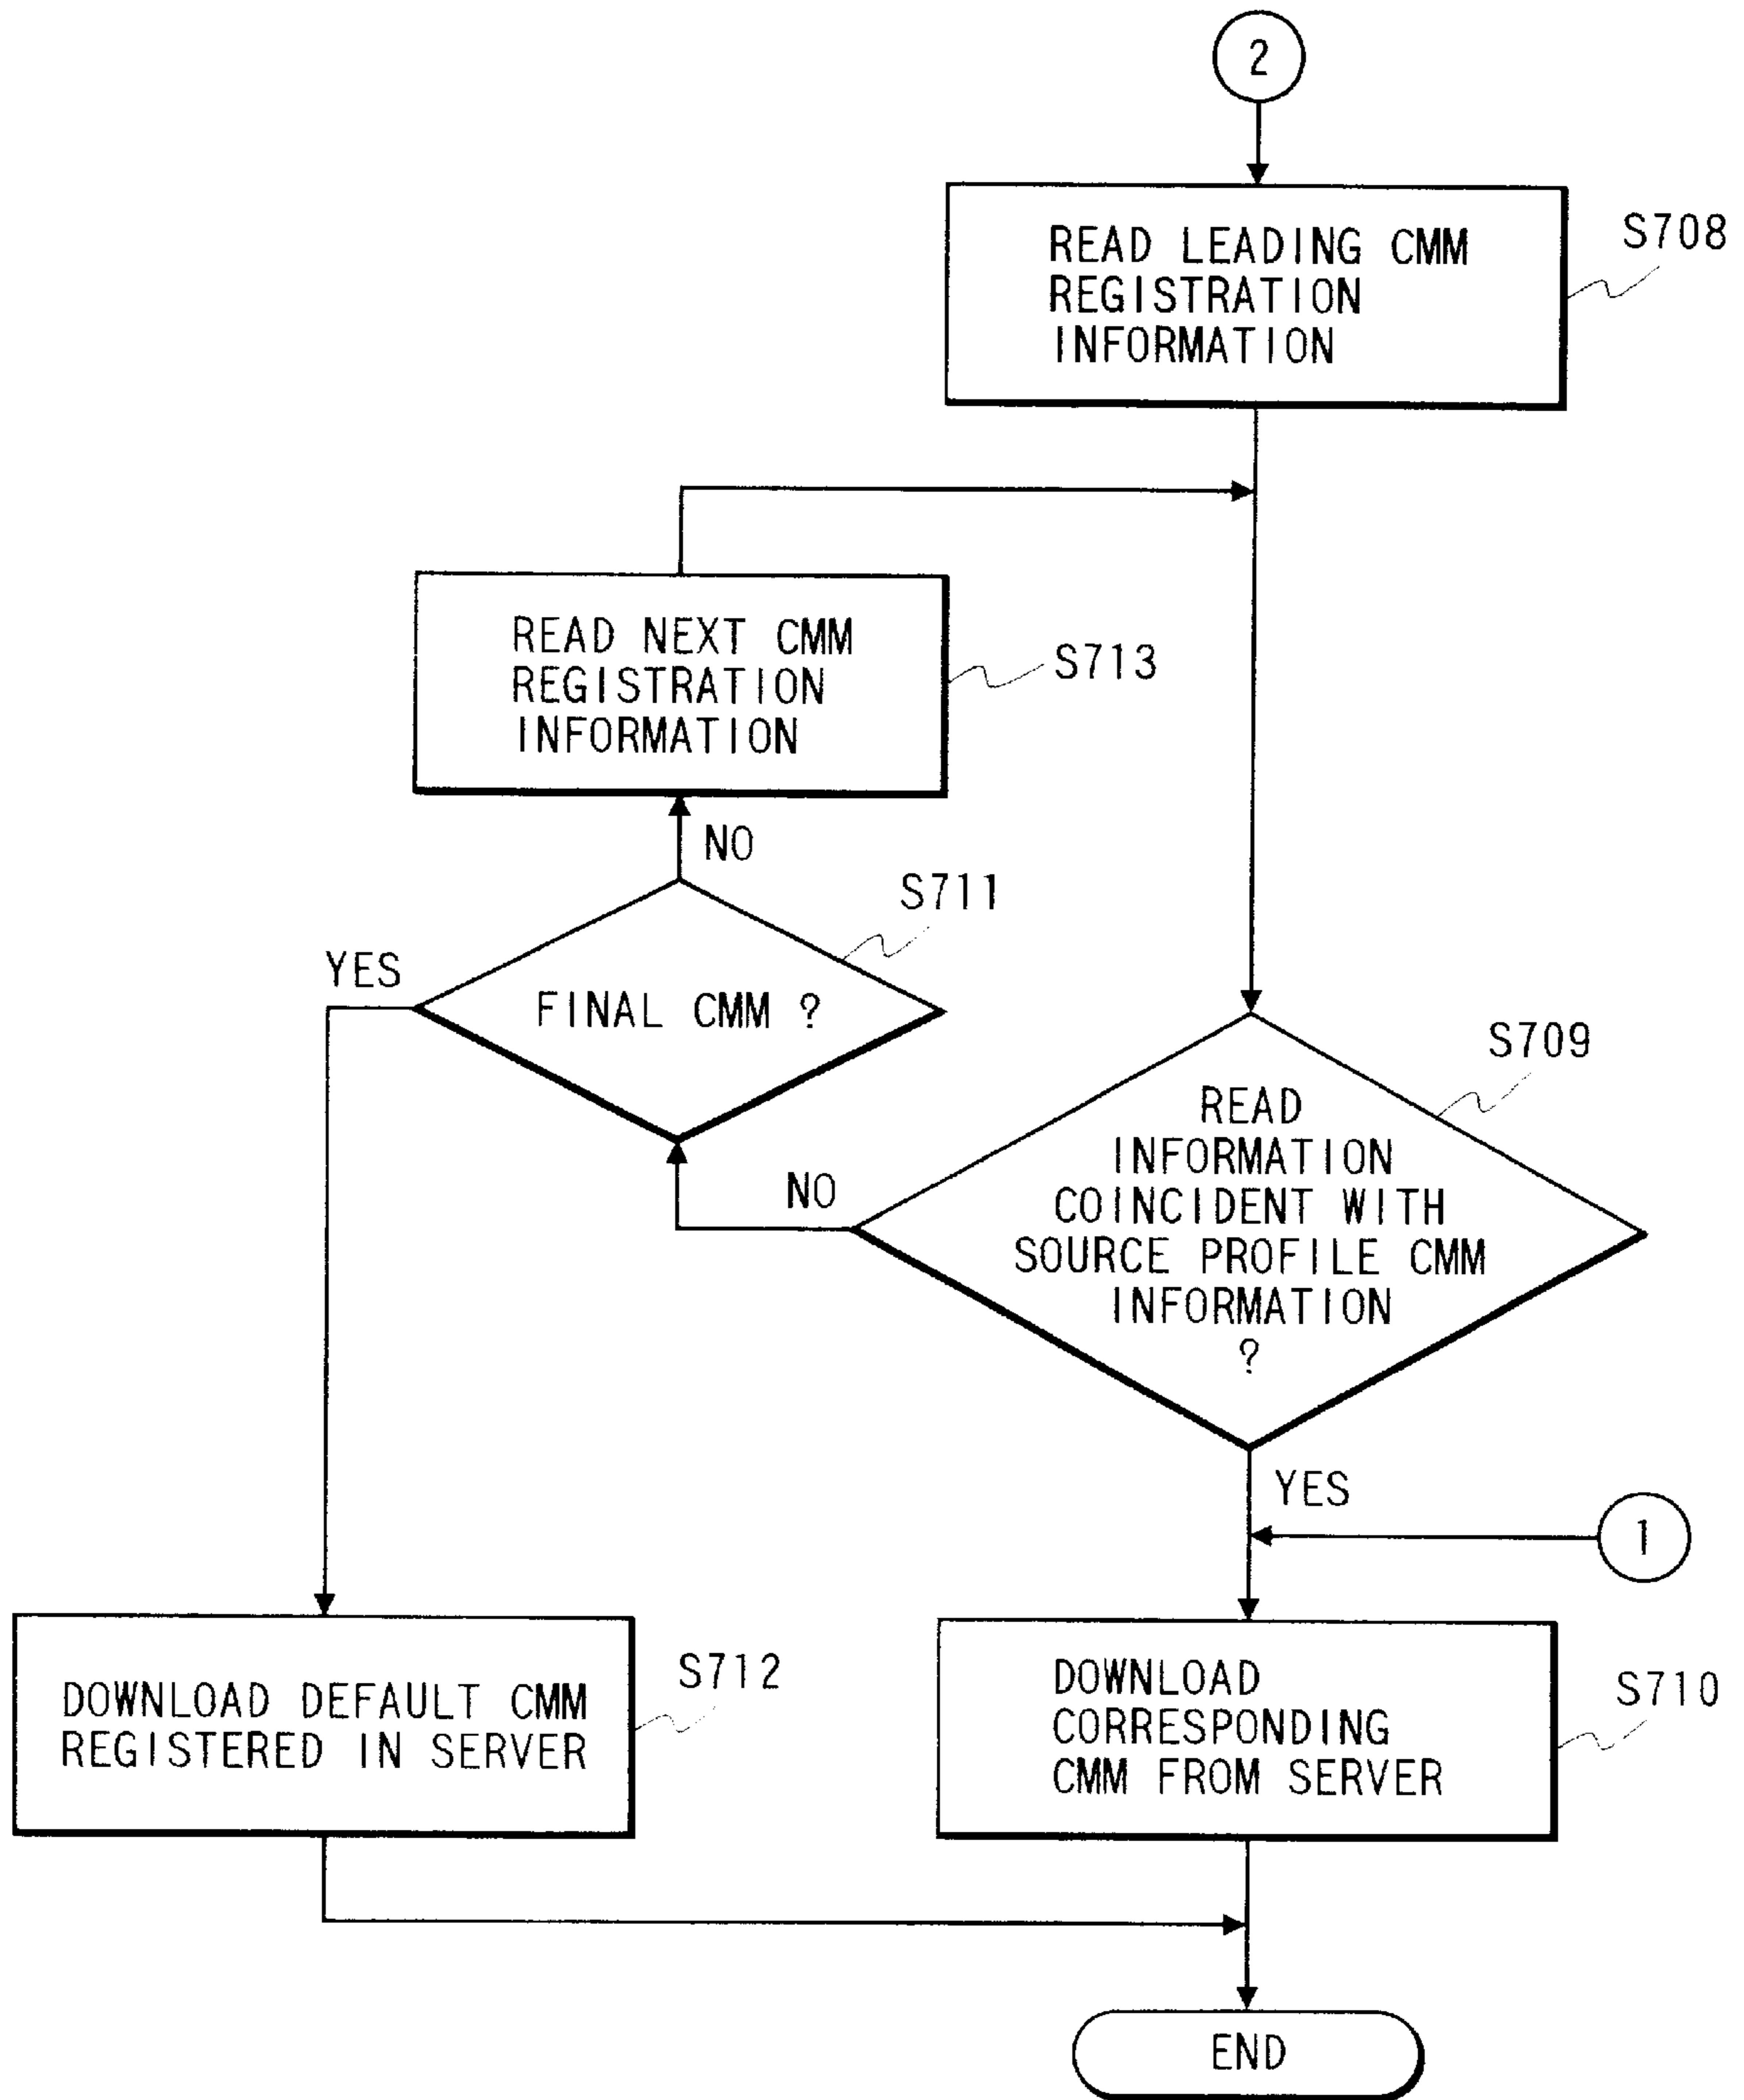 2
READ LEADING CMM
REGISTRATION
INFORMATION
S708
READ NEXT CMM
REGISTRATION
INFORMATION
S713
NO
S711
YES
FINAL CMM ?
S709
READ
INFORMATION
COINCIDENT WITH
SOURCE PROFILE CMM
INFORMATION
?
NO
YES
1
DOWNLOAD DEFAULT CMM
REGISTERED IN SERVER
S712
DOWNLOAD
CORRESPONDING
CMM FROM SERVER
S710
END